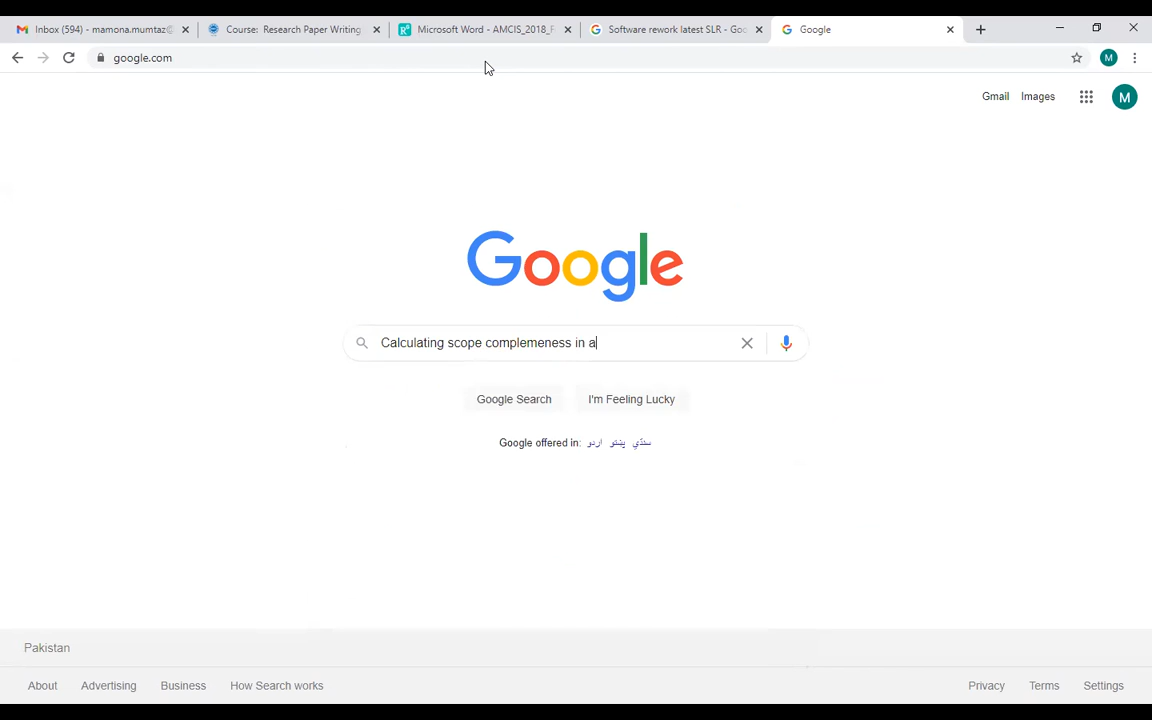 Inbox (594) - mamona.mumtaz@
Course: Research Paper Writing
Microsoft Word - AMCIS_2018_F
Software rework latest SLR - Goo
Google
google.com
M
Gmail Images M
Google
Calculating scope complemeness in a
Google Search I'm Feeling Lucky
Google offered in: اردو پښتو سنڌي
Pakistan
About Advertising Business How Search works Privacy Terms Settings